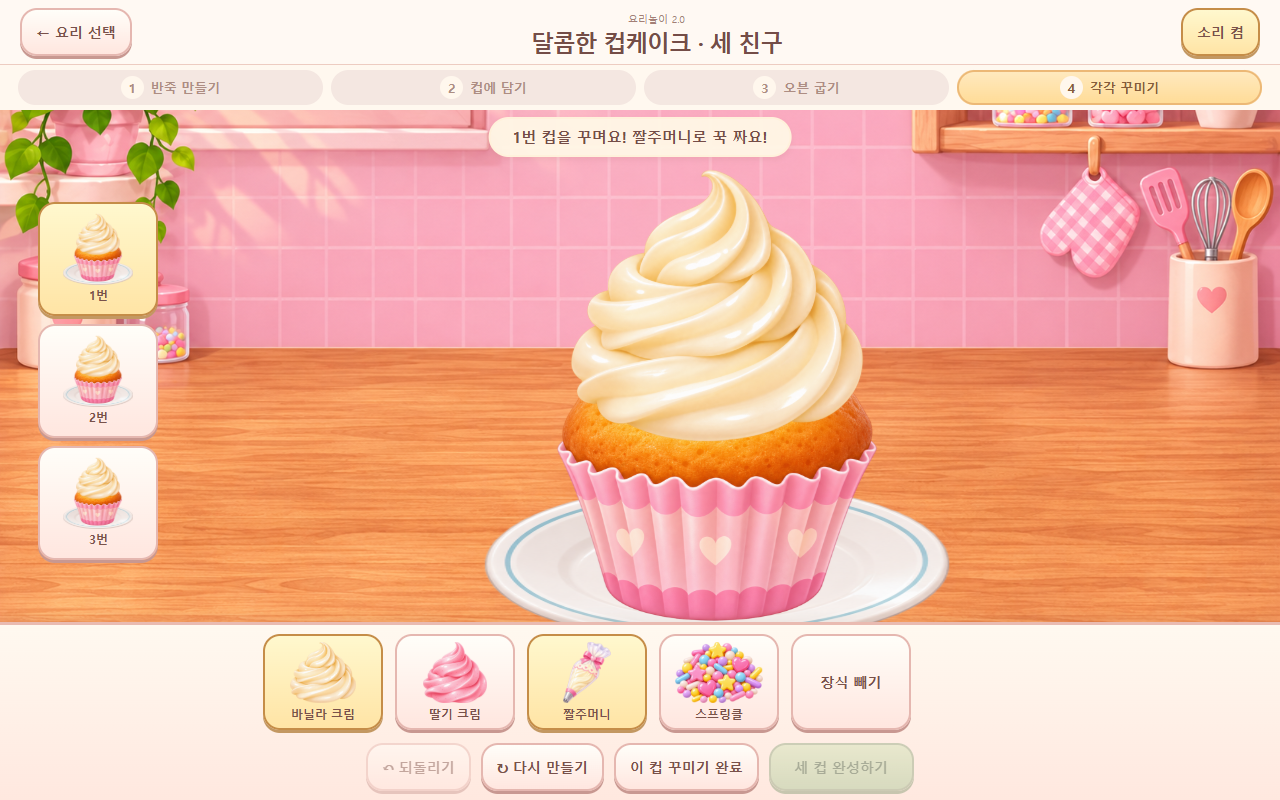 ← 요리 선택
요리놀이 2.0
달콤한 컵케이크 · 세 친구
소리 켬
1 반죽 만들기
2 컵에 담기
3 오븐 굽기
4 각각 꾸미기
1번 컵을 꾸며요! 짤주머니로 꾹 짜요!
1번
2번
3번
바닐라 크림
딸기 크림
짤주머니
스프링클
장식 빼기
↶ 되돌리기
↻ 다시 만들기
이 컵 꾸미기 완료
세 컵 완성하기